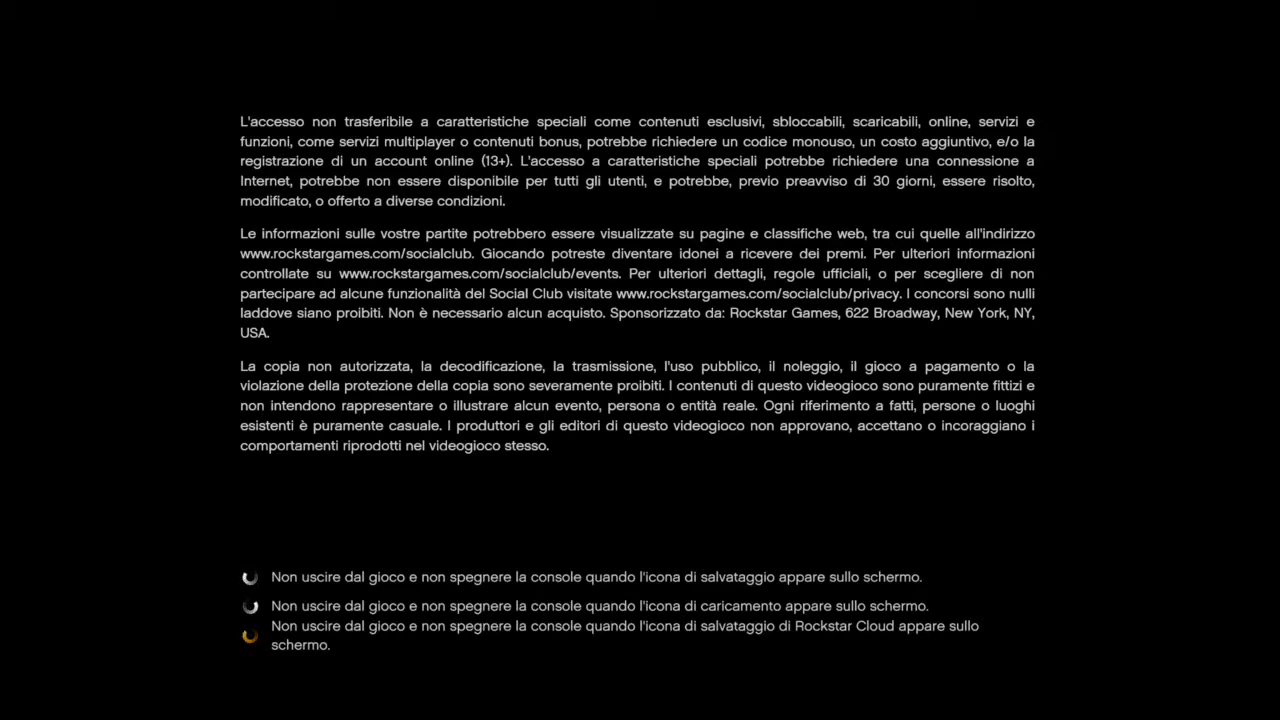 L'accesso non trasferibile a caratteristiche speciali come contenuti esclusivi, sbloccabili, scaricabili, online, servizi e
funzioni, come servizi multiplayer o contenuti bonus, potrebbe richiedere un codice monouso, un costo aggiuntivo, e/o la
registrazione di un account online (13+). L'accesso a caratteristiche speciali potrebbe richiedere una connessione a
Internet, potrebbe non essere disponibile per tutti gli utenti, e potrebbe, previo preavviso di 30 giorni, essere risolto,
modificato, o offerto a diverse condizioni.
Le informazioni sulle vostre partite potrebbero essere visualizzate su pagine e classifiche web, tra cui quelle all'indirizzo
www.rockstargames.com/socialclub. Giocando potreste diventare idonei a ricevere dei premi. Per ulteriori informazioni
controllate su www.rockstargames.com/socialclub/events. Per ulteriori dettagli, regole ufficiali, o per scegliere di non
partecipare ad alcune funzionalità del Social Club visitate www.rockstargames.com/socialclub/privacy. I concorsi sono nulli
laddove siano proibiti. Non è necessario alcun acquisto. Sponsorizzato da: Rockstar Games, 622 Broadway, New York, NY,
USA.
La copia non autorizzata, la decodificazione, la trasmissione, l'uso pubblico, il noleggio, il gioco a pagamento o la
violazione della protezione della copia sono severamente proibiti. I contenuti di questo videogioco sono puramente fittizi e
non intendono rappresentare o illustrare alcun evento, persona o entità reale. Ogni riferimento a fatti, persone o luoghi
esistenti è puramente casuale. I produttori e gli editori di questo videogioco non approvano, accettano o incoraggiano i
comportamenti riprodotti nel videogioco stesso.
Non uscire dal gioco e non spegnere la console quando l'icona di salvataggio appare sullo schermo.
Non uscire dal gioco e non spegnere la console quando l'icona di caricamento appare sullo schermo.
Non uscire dal gioco e non spegnere la console quando l'icona di salvataggio di Rockstar Cloud appare sullo
schermo.